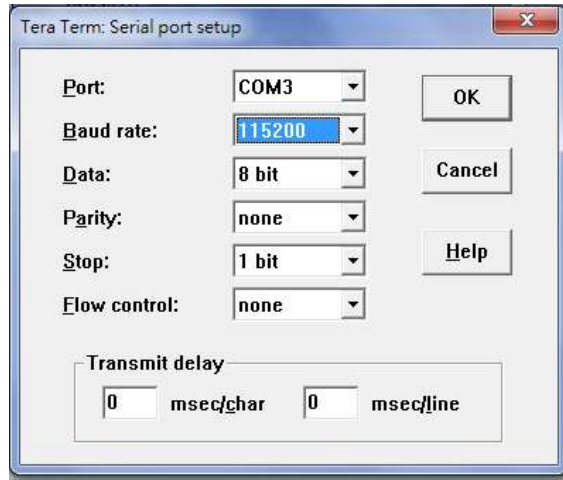 Tera Term: Serial port setup
Port: COM3
OK
Baud rate: 115200
Data: 8 bit
Cancel
Parity: none
Stop: 1 bit
Help
Flow control: none
Transmit delay
0 msec/char 0 msec/line